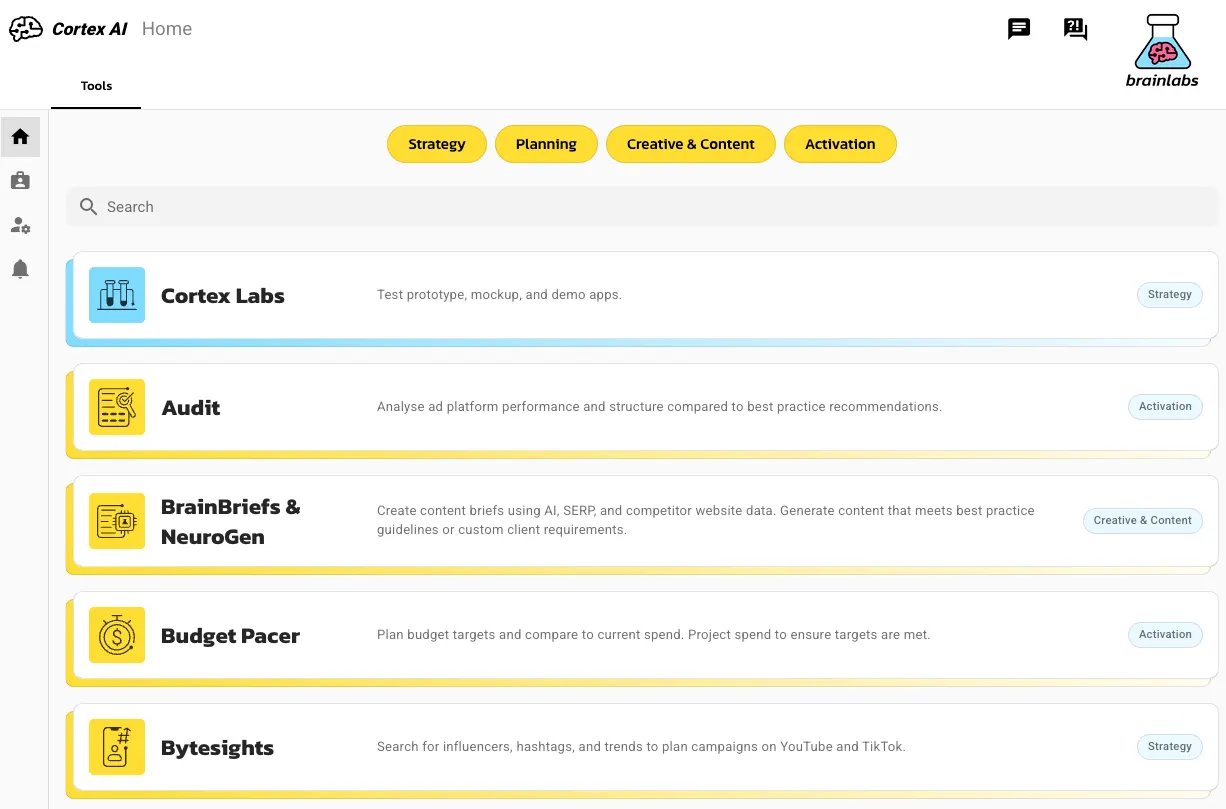 Cortex AI Home
?!
brainlabs
Tools
Strategy
Planning
Creative & Content
Activation
Search
Cortex Labs
Test prototype, mockup, and demo apps.
Strategy
Audit
Analyse ad platform performance and structure compared to best practice recommendations.
Activation
BrainBriefs &
NeuroGen
Create content briefs using AI, SERP, and competitor website data. Generate content that meets best practice
guidelines or custom client requirements.
Creative & Content
$
Budget Pacer
Plan budget targets and compare to current spend. Project spend to ensure targets are met.
Activation
#
Bytesights
Search for influencers, hashtags, and trends to plan campaigns on YouTube and TikTok.
Strategy